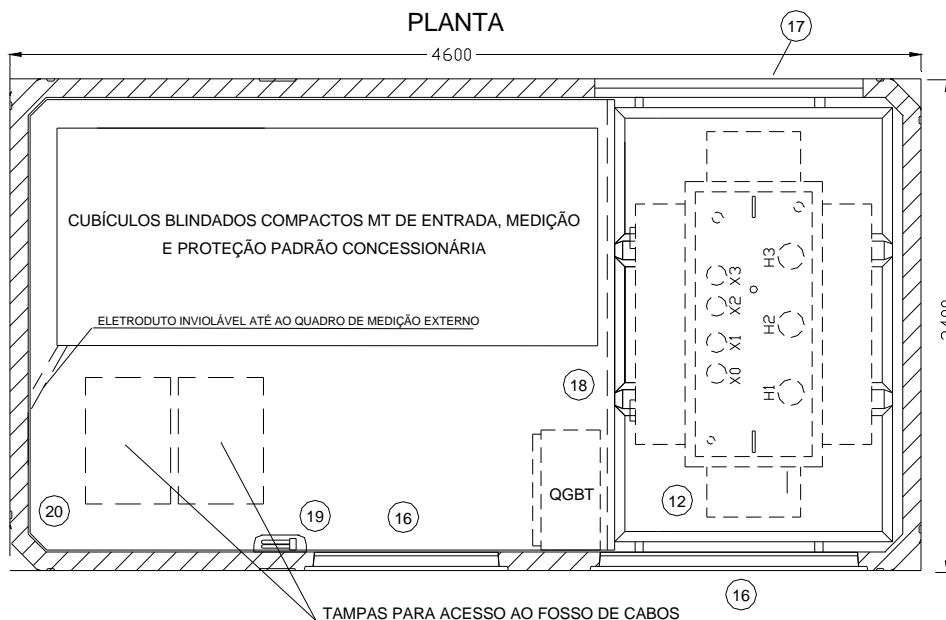 PLANTA
17
4600
CUBÍCULOS BLINDADOS COMPACTOS MT DE ENTRADA, MEDIÇÃO
E PROTEÇÃO PADRÃO CONCESSIONÁRIA
ELETRODUTO INVIOLÁVEL ATÉ AO QUADRO DE MEDIÇÃO EXTERNO
H3
X3
X2
H2
X1
X0
H1
18
QGBT
12
20
19
16
16
TAMPAS PARA ACESSO AO FOSSO DE CABOS